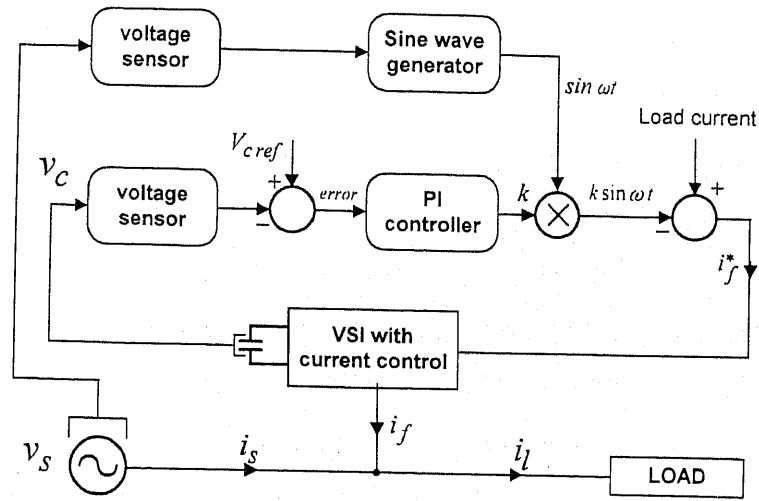 voltage
sensor
Sine wave
generator
sin ωt
Load current
V_{c ref}
v_C
voltage
sensor
+
−
error
PI
controller
k
k sin ωt
+
−
i_f^*
VSI with
current control
i_f
v_S
i_s
i_l
LOAD